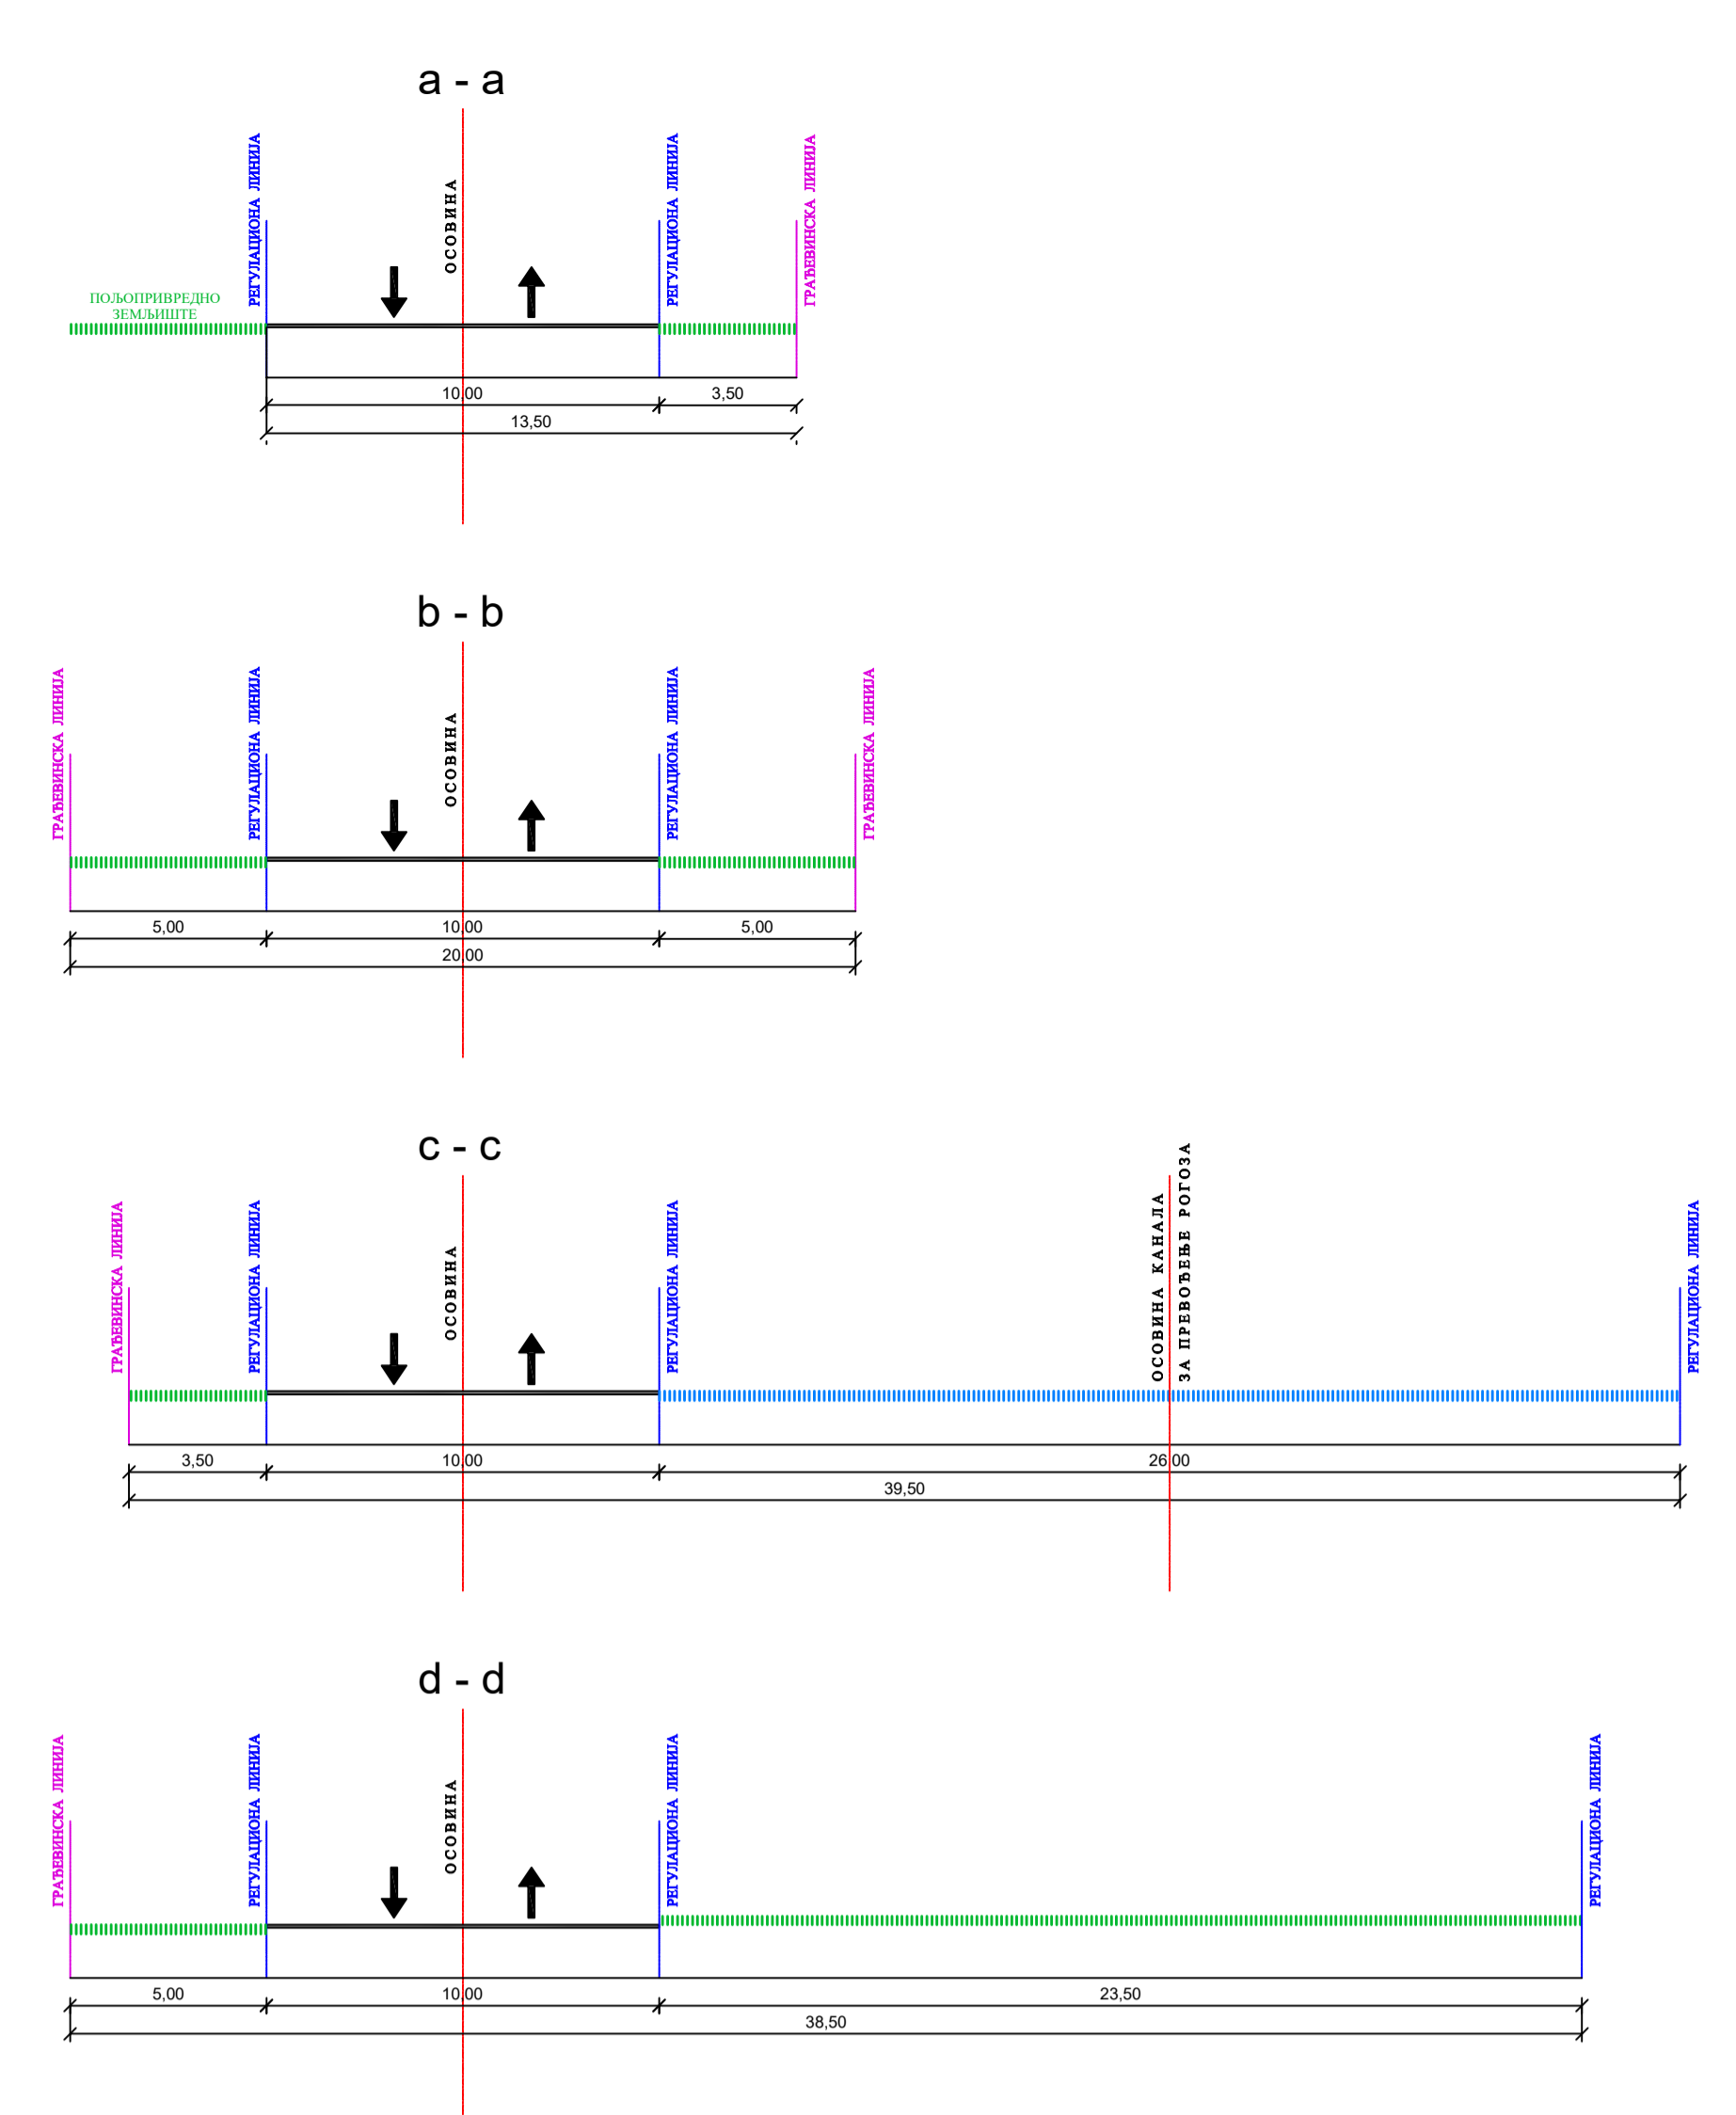 a - a
РЕГУЛАЦИОНА ЛИНИЈА
ОСОВИНА
РЕГУЛАЦИОНА ЛИНИЈА
ГРАЂЕВИНСКА ЛИНИЈА
ПОЉОПРИВРЕДНО
ЗЕМЉИШТЕ
10,00
3,50
13,50
b - b
ГРАЂЕВИНСКА ЛИНИЈА
РЕГУЛАЦИОНА ЛИНИЈА
ОСОВИНА
РЕГУЛАЦИОНА ЛИНИЈА
ГРАЂЕВИНСКА ЛИНИЈА
5,00
10,00
5,00
20,00
c - c
ГРАЂЕВИНСКА ЛИНИЈА
РЕГУЛАЦИОНА ЛИНИЈА
ОСОВИНА
РЕГУЛАЦИОНА ЛИНИЈА
ОСОВИНА КАНАЛА
ЗА ПРЕВОЂЕЊЕ РОГОЗА
РЕГУЛАЦИОНА ЛИНИЈА
3,50
10,00
26,00
39,50
d - d
ГРАЂЕВИНСКА ЛИНИЈА
РЕГУЛАЦИОНА ЛИНИЈА
ОСОВИНА
РЕГУЛАЦИОНА ЛИНИЈА
РЕГУЛАЦИОНА ЛИНИЈА
5,00
10,00
23,50
38,50